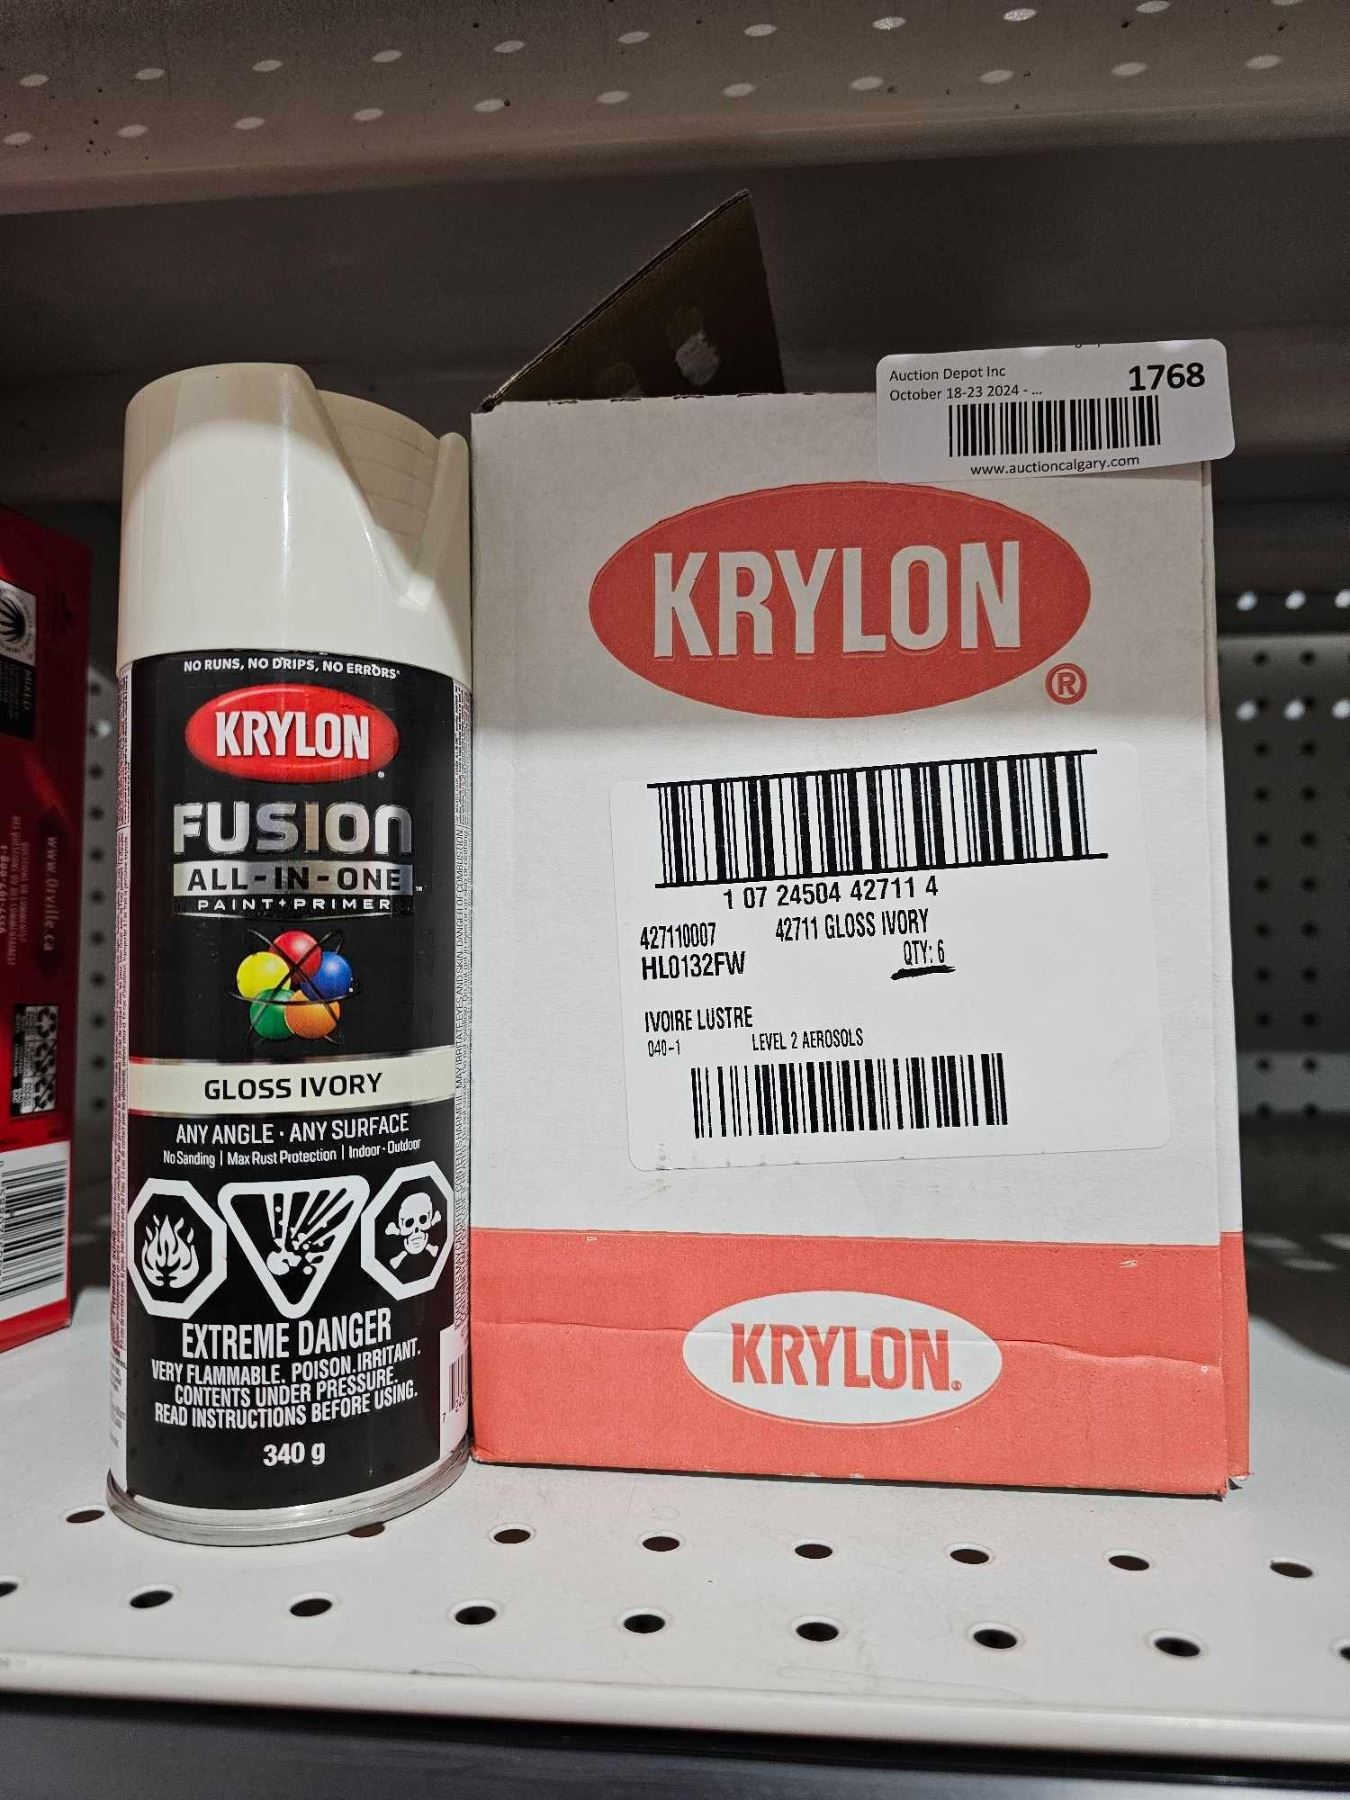 NO RUNS, NO DRIPS, NO ERRORS
KRYLON
FUSION
ALL-IN-ONE
PAINT+PRIMER
GLOSS IVORY
ANY ANGLE · ANY SURFACE
No Sanding | Max Rust Protection | Indoor · Outdoor
EXTREME DANGER
VERY FLAMMABLE. POISON. IRRITANT.
CONTENTS UNDER PRESSURE.
READ INSTRUCTIONS BEFORE USING.
340 g
Auction Depot Inc 1768
October 18-23 2024 - ...
www.auctioncalgary.com
KRYLON®
1 07 24504 42711 4
427110007 42711 GLOSS IVORY
HL0132FW QTY: 6
IVOIRE LUSTRE
040-1 LEVEL 2 AEROSOLS
KRYLON
www.Orville.ca